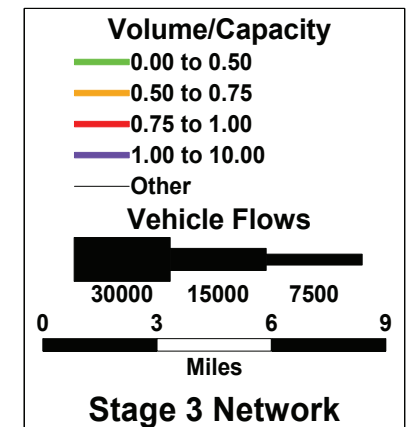 Volume/Capacity
0.00 to 0.50
0.50 to 0.75
0.75 to 1.00
1.00 to 10.00
Other
Vehicle Flows
30000 15000 7500
0 3 6 9
Miles
Stage 3 Network